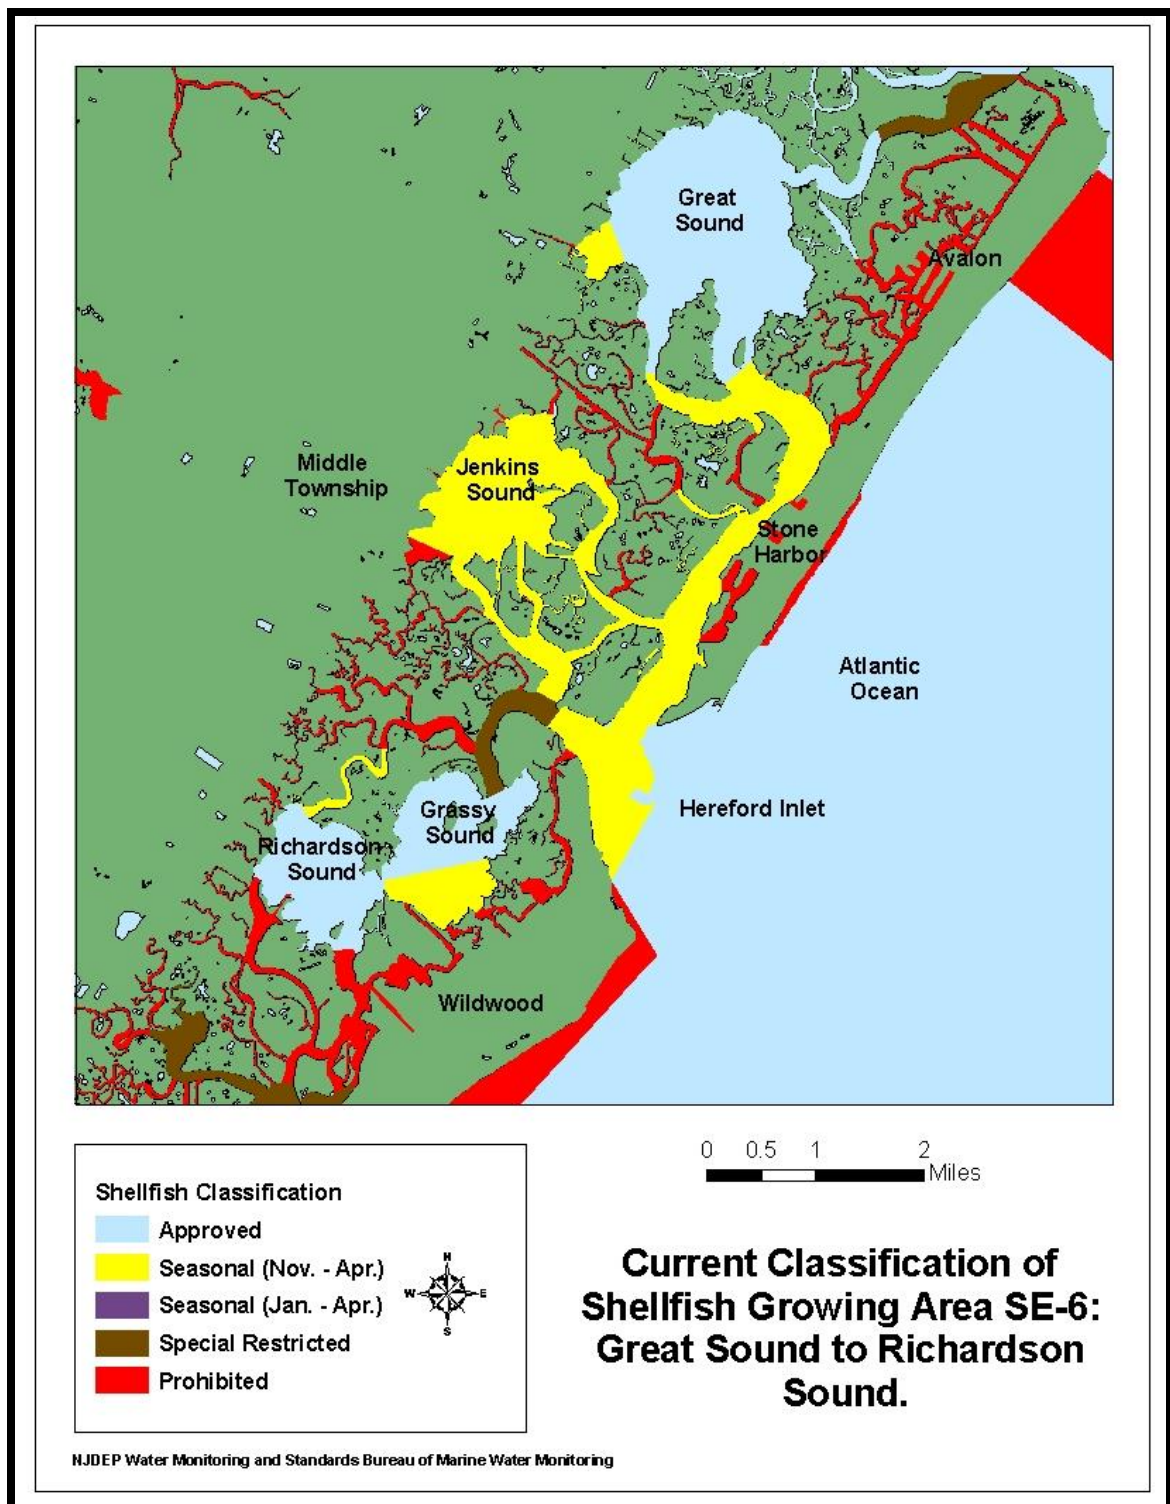 Great
Sound
Avalon
Middle
Township
Jenkins
Sound
Stone
Harbor
Atlantic
Ocean
Hereford Inlet
Grassy
Sound
Richardson
Sound
Wildwood
0 0.5 1 2
Miles
Shellfish Classification
Approved
Seasonal (Nov. - Apr.)
Seasonal (Jan. - Apr.)
Special Restricted
Prohibited
N
W E
S
Current Classification of
Shellfish Growing Area SE-6:
Great Sound to Richardson
Sound.
NJDEP Water Monitoring and Standards Bureau of Marine Water Monitoring